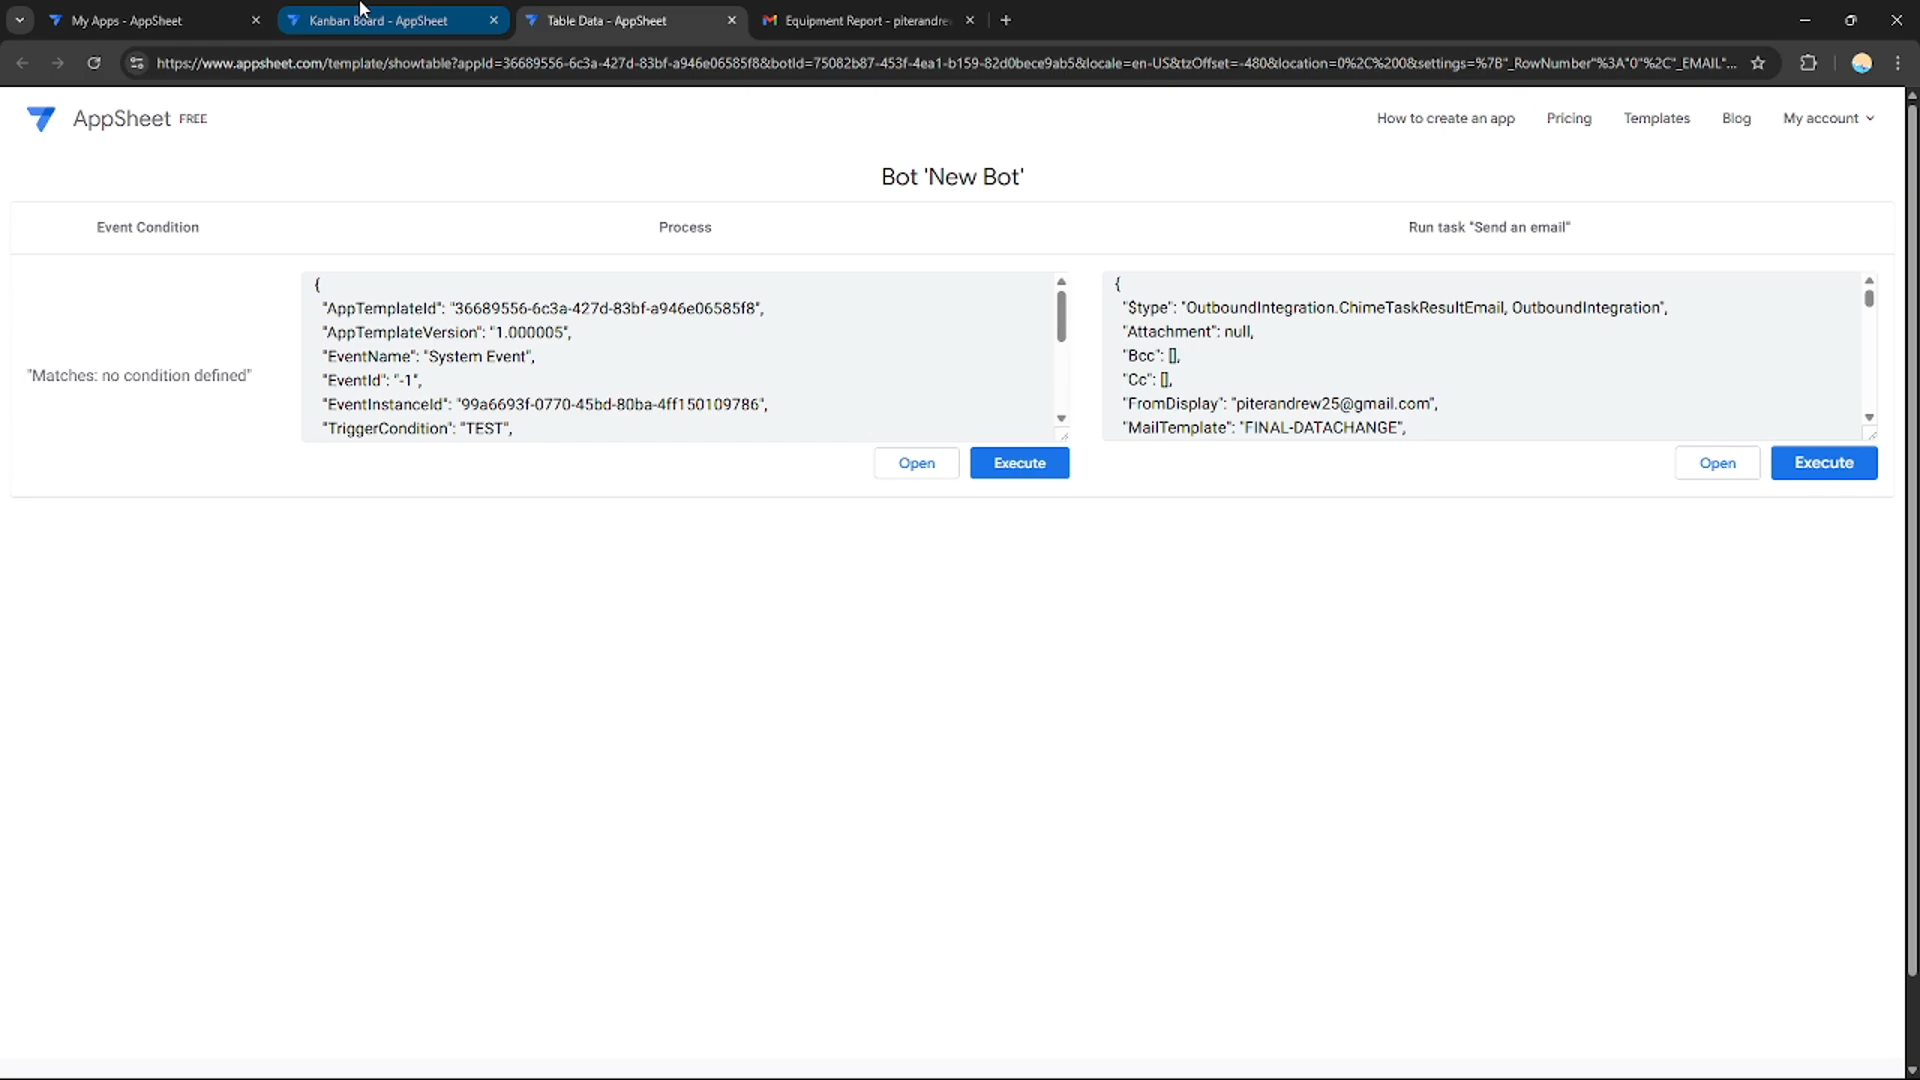 My Apps - AppSheet
Kanban Board - AppSheet
Table Data - AppSheet
Equipment Report - piterandre
https://www.appsheet.com/template/showtable?appId=36689556-6c3a-427d-83bf-a946e06585f8&botId=75082b87-453f-4ea1-b159-82d0bece9ab5&locale=en-US&tzOffset=-480&location=0%2C%200&settings=%7B"_RowNumber"%3A"0"%2C"_EMAIL"...
AppSheet FREE
How to create an app
Pricing
Templates
Blog
My account
Bot 'New Bot'
Event Condition
Process
Run task "Send an email"
"Matches: no condition defined"
{
"AppTemplateId": "36689556-6c3a-427d-83bf-a946e06585f8",
"AppTemplateVersion": "1.000005",
"EventName": "System Event",
"EventId": "-1",
"EventInstanceId": "99a6693f-0770-45bd-80ba-4ff150109786",
"TriggerCondition": "TEST",
Open
Execute
{
"$type": "OutboundIntegration.ChimeTaskResultEmail, OutboundIntegration",
"Attachment": null,
"Bcc": [],
"Cc": [],
"FromDisplay": "piterandrew25@gmail.com",
"MailTemplate": "FINAL-DATACHANGE",
Open
Execute